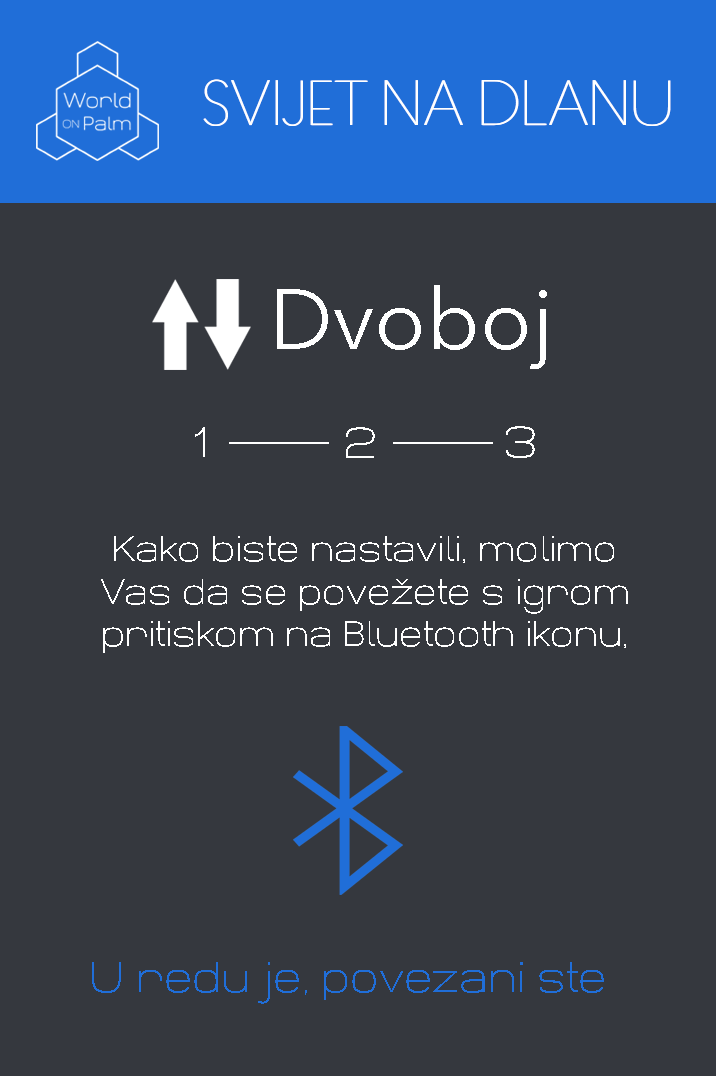 World
ON Palm
SVIJET NA DLANU
Dvoboj
1 2 3
Kako biste nastavili, molimo
Vas da se povežete s igrom
pritiskom na Bluetooth ikonu,
U redu je, povezani ste